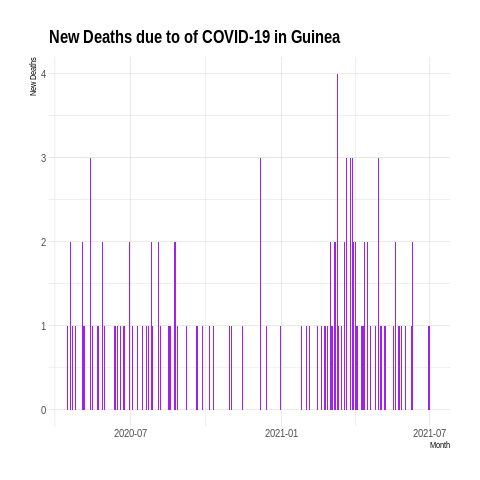 New Deaths due to of COVID-19 in Guinea
New Deaths
4
3
2
1
0
2020-07
2021-01
2021-07
Month